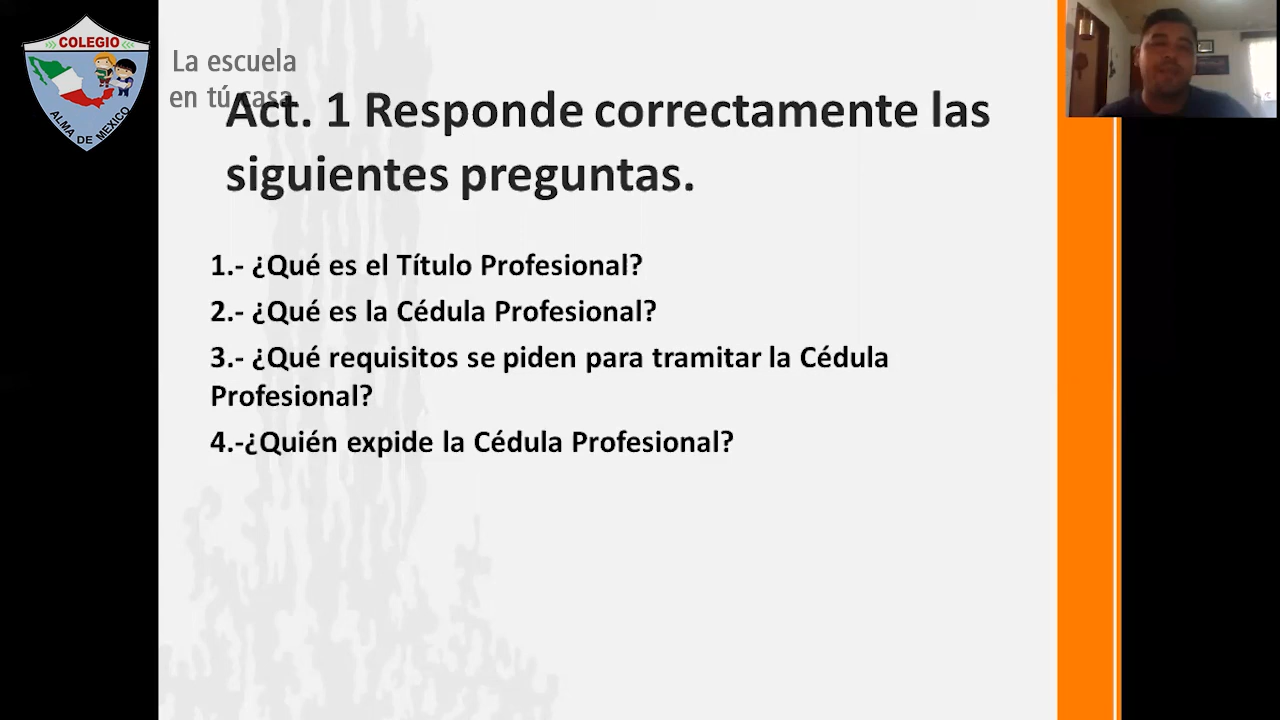 COLEGIO
ALMA DE MEXICO
La escuela
en tú casa
Act. 1 Responde correctamente las
siguientes preguntas.
1.- ¿Qué es el Título Profesional?
2.- ¿Qué es la Cédula Profesional?
3.- ¿Qué requisitos se piden para tramitar la Cédula
Profesional?
4.-¿Quién expide la Cédula Profesional?